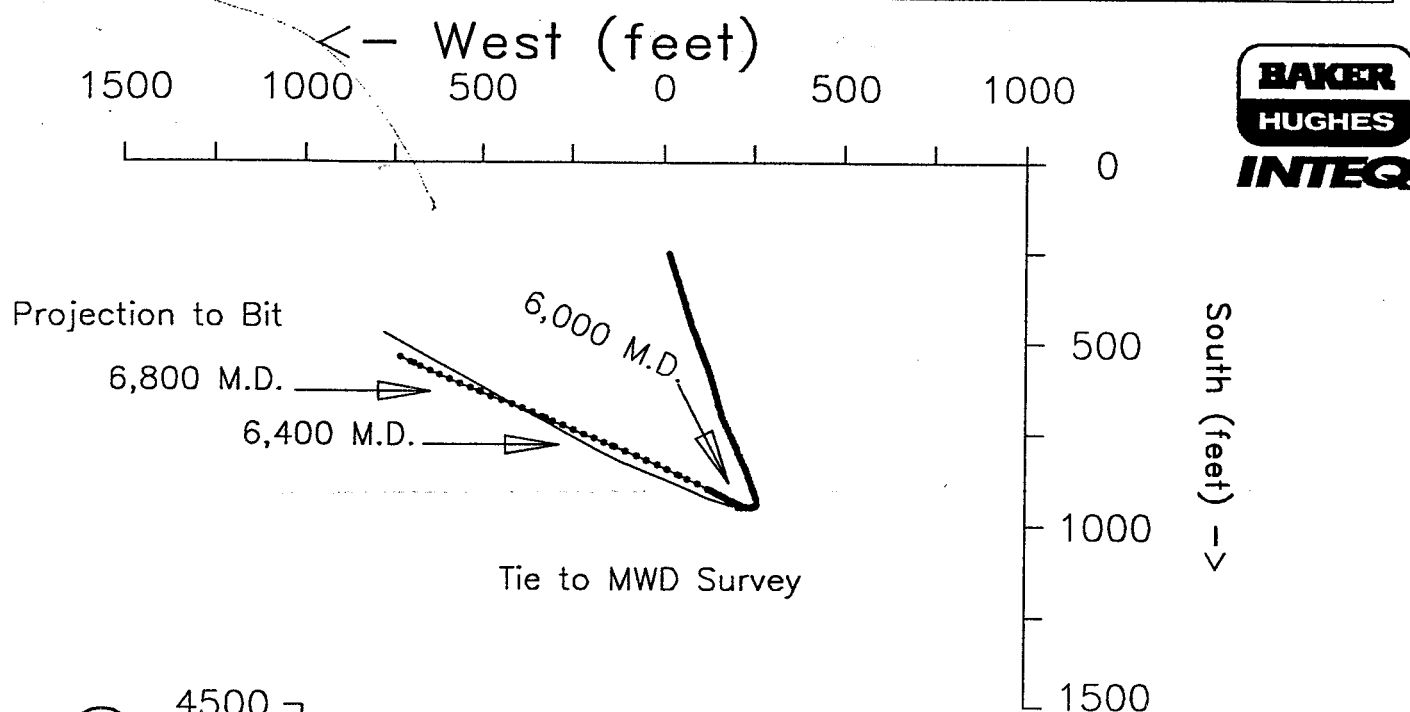 <- West (feet)
1500 1000 500 0 500 1000
BAKER
HUGHES
INTEQ
0
Projection to Bit
6,000 M.D.
500
South (feet) ->
6,800 M.D.
6,400 M.D.
1000
Tie to MWD Survey
4500
1500